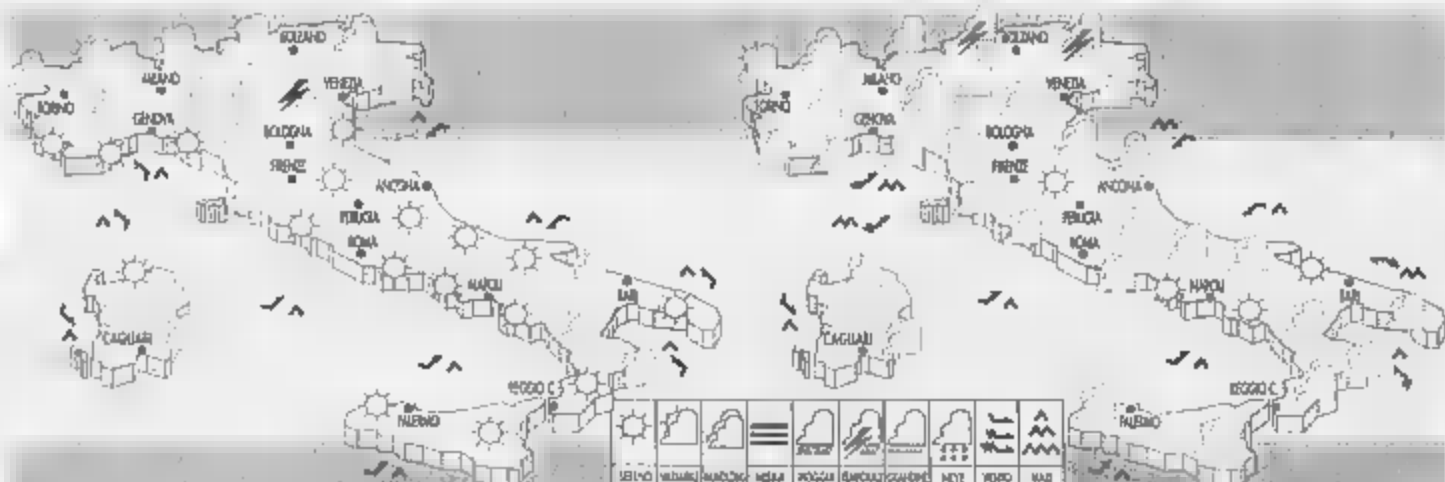 BOLZANO
MILANO
VENEZIA
TORINO
GENOVA
BOLOGNA
FIRENZE
ANCONA
PERUGIA
ROMA
NAPOLI
BARI
CAGLIARI
REGGIO C.
PALERMO
BOLZANO
MILANO
VENEZIA
TORINO
GENOVA
BOLOGNA
FIRENZE
ANCONA
PERUGIA
ROMA
NAPOLI
BARI
CAGLIARI
REGGIO C.
PALERMO
SERENO NEBBIA PIOGGIA NEVE VENTO MARE